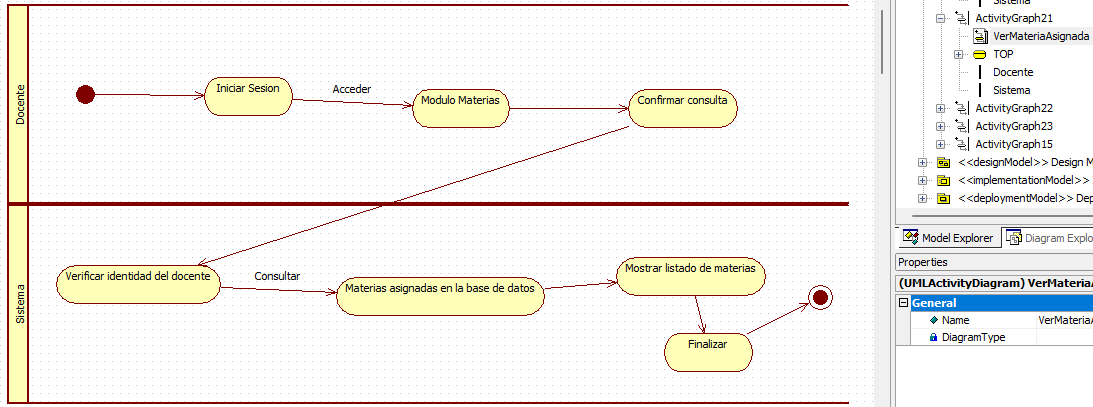 Docente
Iniciar Sesion
Acceder
Modulo Materias
Confirmar consulta
Sistema
Verificar identidad del docente
Consultar
Materias asignadas en la base de datos
Mostrar listado de materias
Finalizar
Sistema
ActivityGraph21
VerMateriaAsignada
TOP
Docente
Sistema
ActivityGraph22
ActivityGraph23
ActivityGraph15
<<designModel>> Design M
<<implementationModel>>
<<deploymentModel>> Dep
Model Explorer
Diagram Explo
Properties
(UMLActivityDiagram) VerMateriaA
General
Name
VerMateriaA
DiagramType